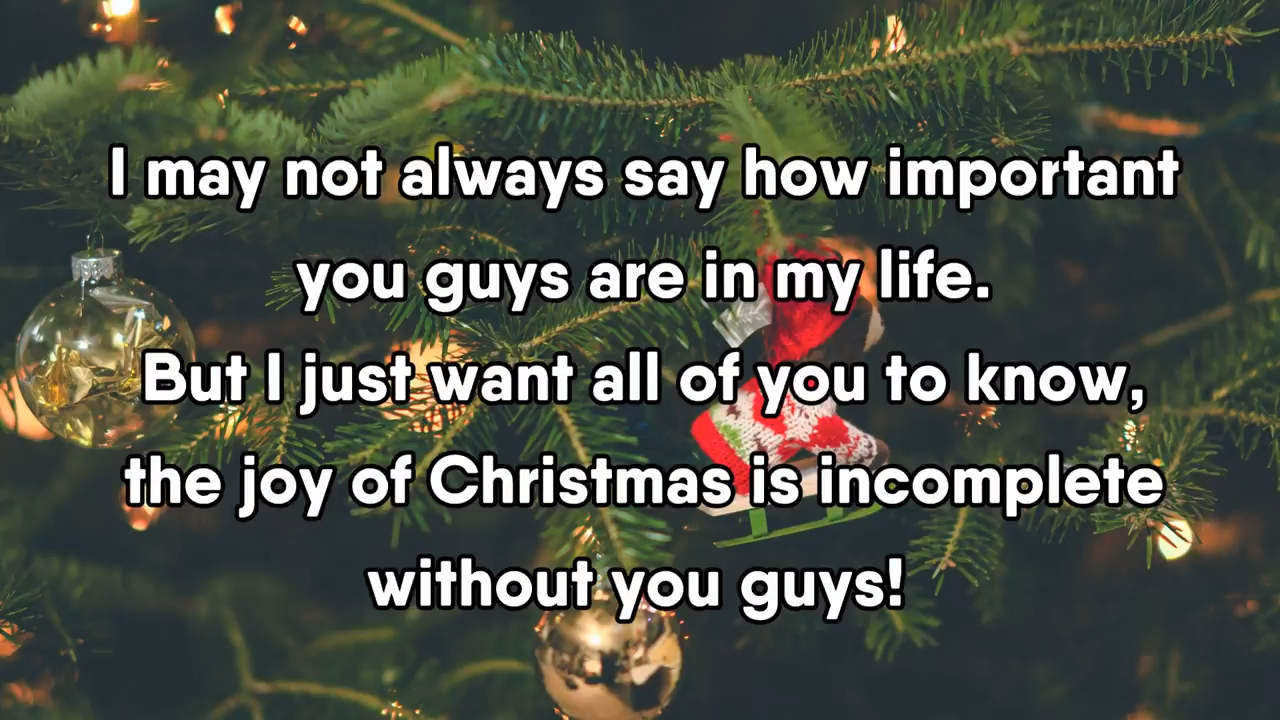 I may not always say how important
you guys are in my life.
But I just want all of you to know,
the joy of Christmas is incomplete
without you guys!